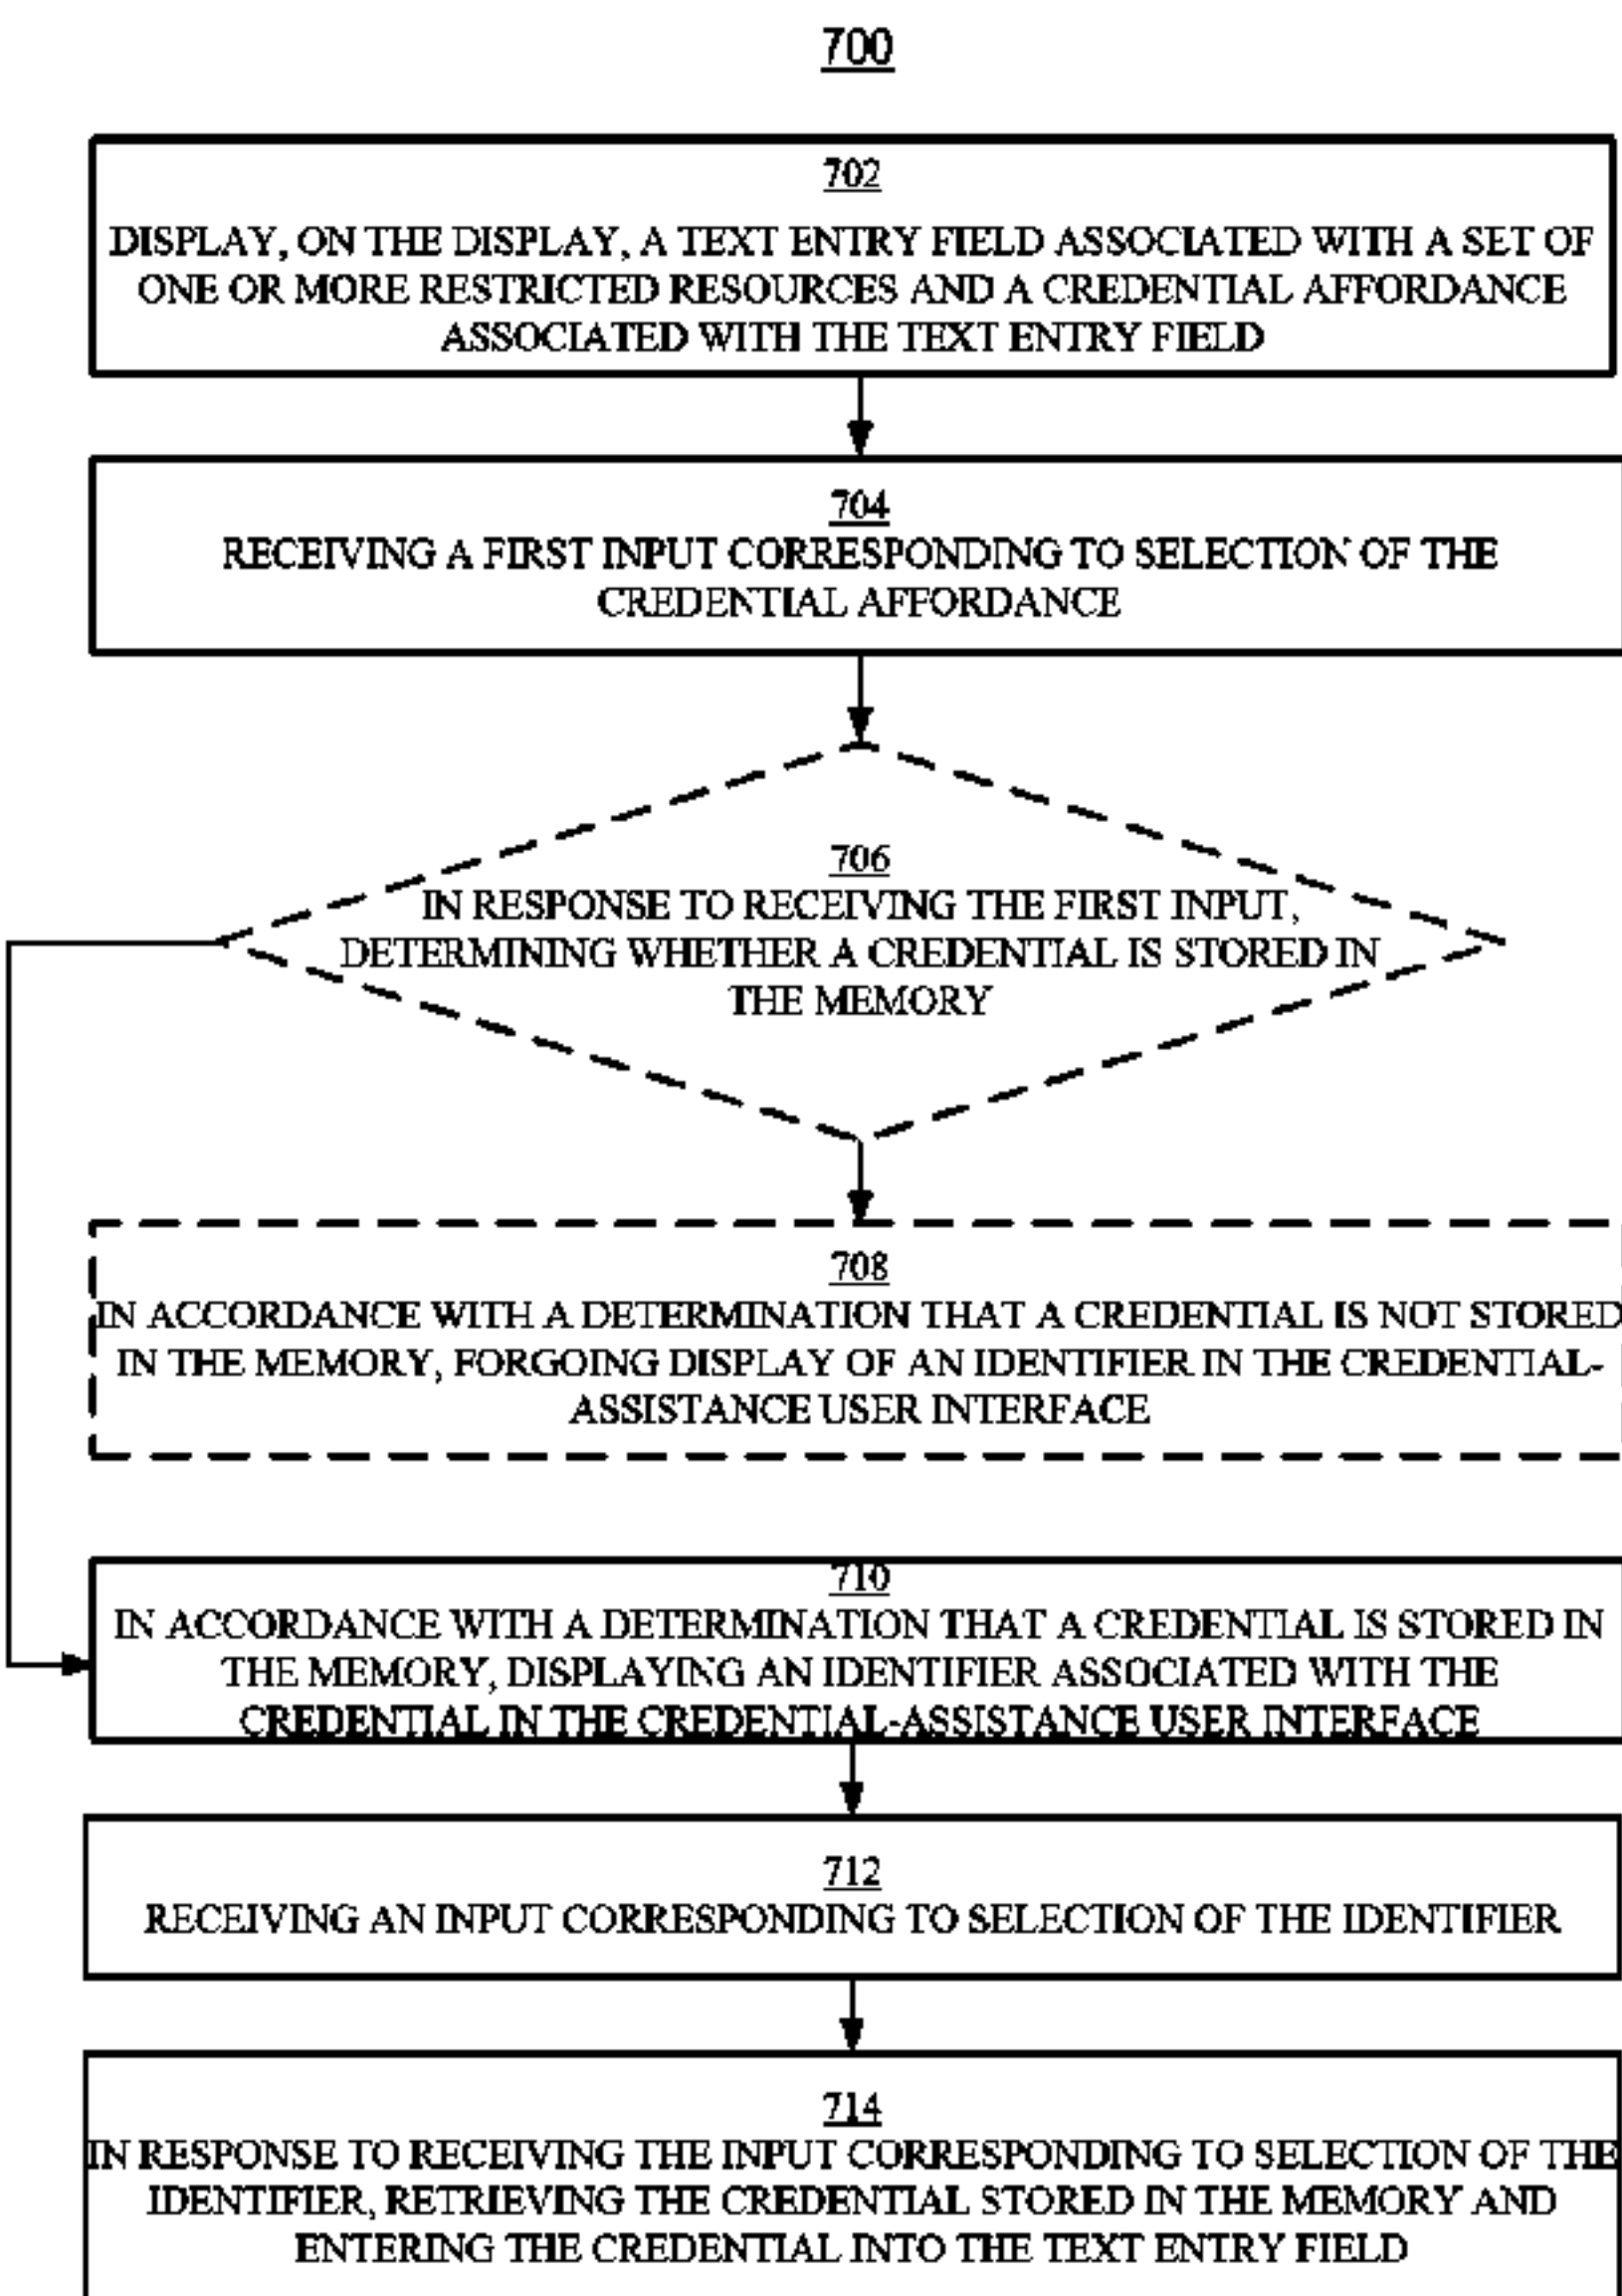 700
702
DISPLAY, ON THE DISPLAY, A TEXT ENTRY FIELD ASSOCIATED WITH A SET OF
ONE OR MORE RESTRICTED RESOURCES AND A CREDENTIAL AFFORDANCE
ASSOCIATED WITH THE TEXT ENTRY FIELD
704
RECEIVING A FIRST INPUT CORRESPONDING TO SELECTION OF THE
CREDENTIAL AFFORDANCE
706
IN RESPONSE TO RECEIVING THE FIRST INPUT,
DETERMINING WHETHER A CREDENTIAL IS STORED IN
THE MEMORY
708
IN ACCORDANCE WITH A DETERMINATION THAT A CREDENTIAL IS NOT STORED
IN THE MEMORY, FORGOING DISPLAY OF AN IDENTIFIER IN THE CREDENTIAL-
ASSISTANCE USER INTERFACE
710
IN ACCORDANCE WITH A DETERMINATION THAT A CREDENTIAL IS STORED IN
THE MEMORY, DISPLAYING AN IDENTIFIER ASSOCIATED WITH THE
CREDENTIAL IN THE CREDENTIAL-ASSISTANCE USER INTERFACE
712
RECEIVING AN INPUT CORRESPONDING TO SELECTION OF THE IDENTIFIER
714
IN RESPONSE TO RECEIVING THE INPUT CORRESPONDING TO SELECTION OF THE
IDENTIFIER, RETRIEVING THE CREDENTIAL STORED IN THE MEMORY AND
ENTERING THE CREDENTIAL INTO THE TEXT ENTRY FIELD